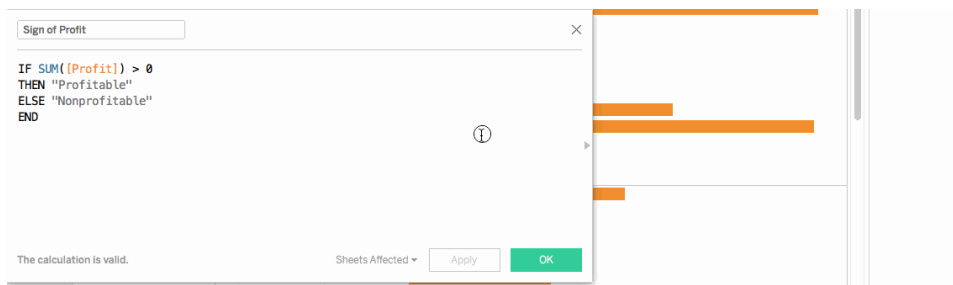 Sign of Profit
IF SUM([Profit]) > 0
THEN "Profitable"
ELSE "Nonprofitable"
END
The calculation is valid.
Sheets Affected
Apply
OK